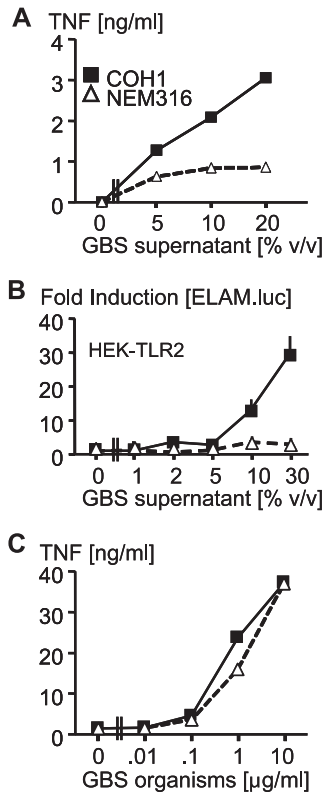 A
TNF [ng/ml]
4
3
2
1
0
COH1
NEM316
0 5 10 20
GBS supernatant [% v/v]
B
Fold Induction [ELAM.luc]
40
30
20
10
0
HEK-TLR2
0 1 2 5 10 30
GBS supernatant [% v/v]
C
TNF [ng/ml]
40
30
20
10
0
0 .01 .1 1 10
GBS organisms [µg/ml]